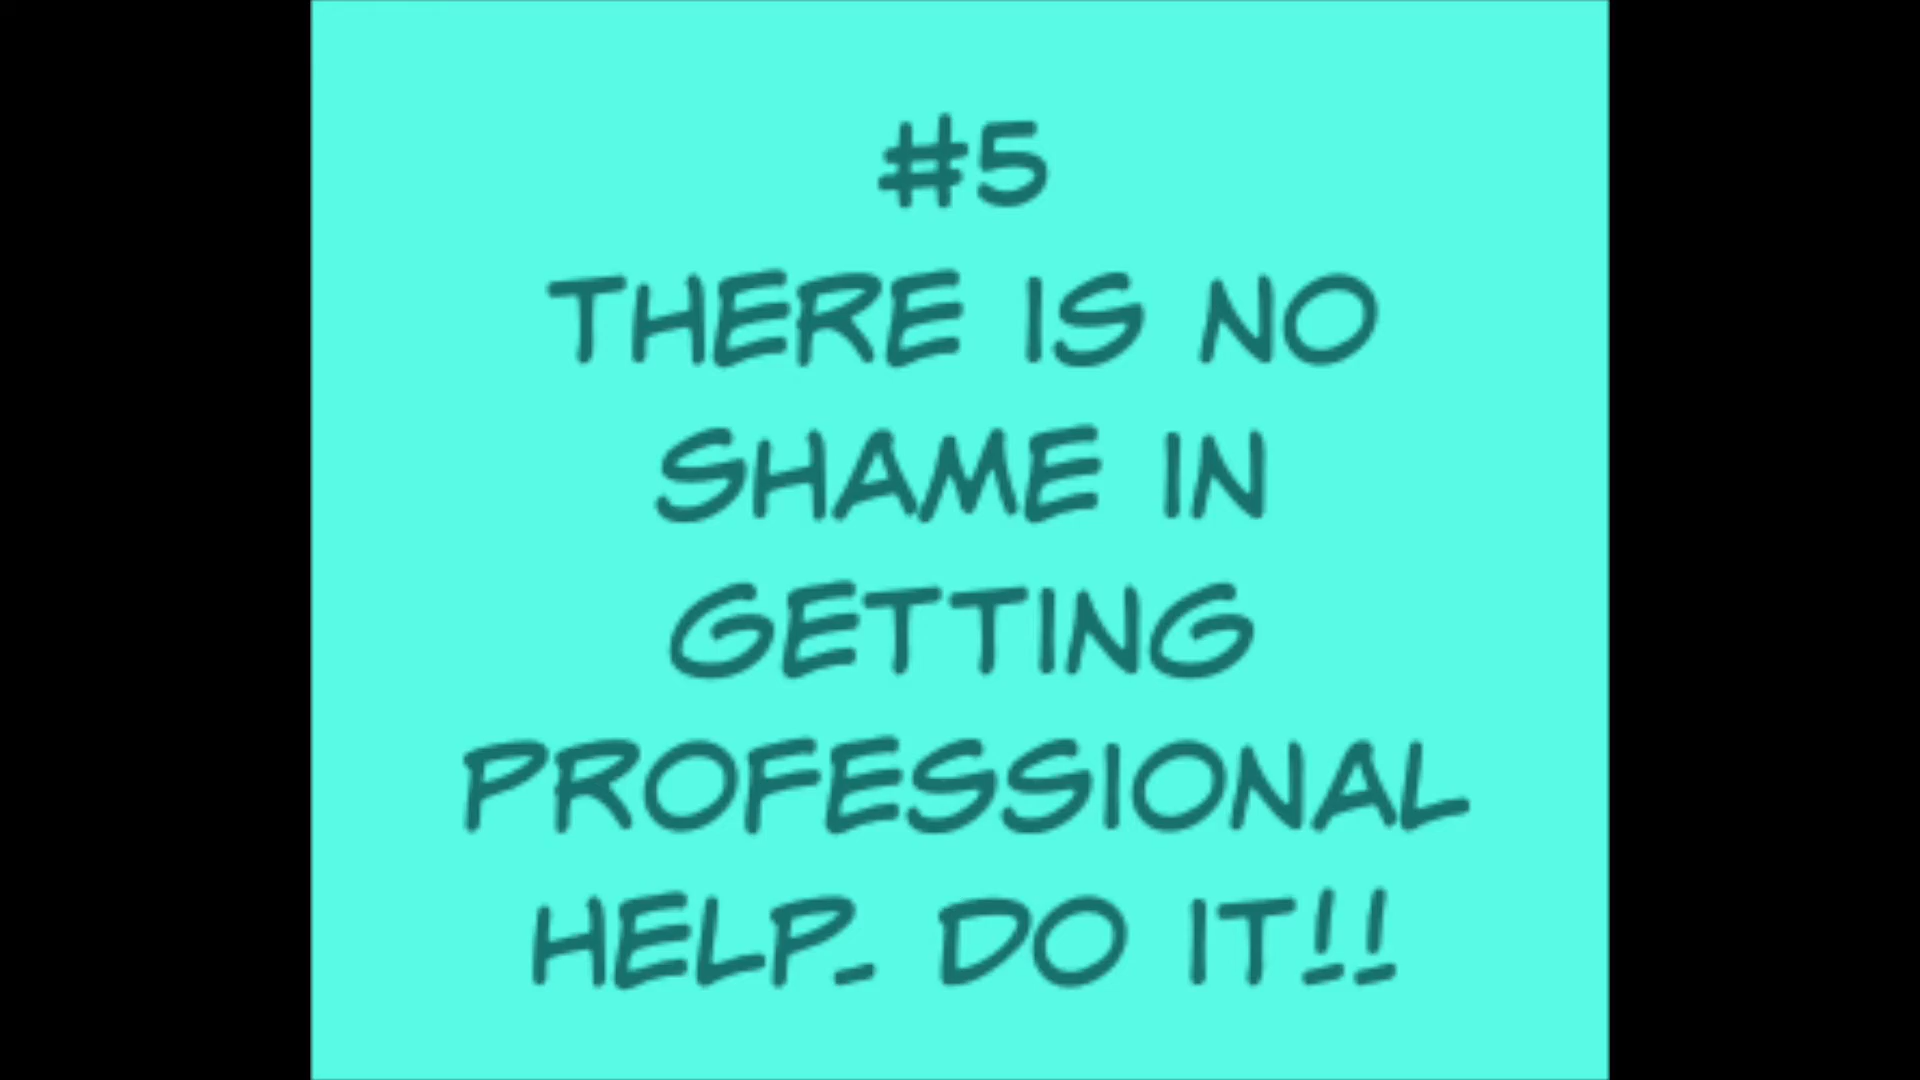 #5
THERE IS NO
SHAME IN
GETTING
PROFESSIONAL
HELP. DO IT!!